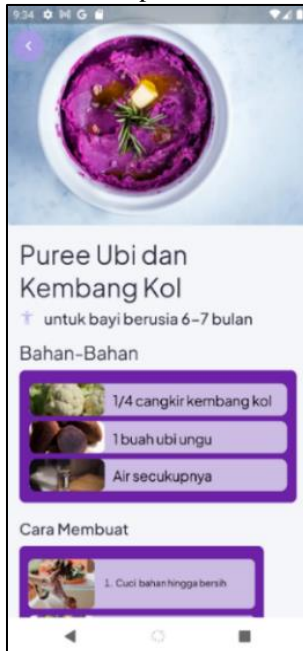 9:34 G
Puree Ubi dan
Kembang Kol
untuk bayi berusia 6-7 bulan
Bahan-Bahan
1/4 cangkir kembang kol
1 buah ubi ungu
Air secukupnya
Cara Membuat
1. Cuci bahan hingga bersih